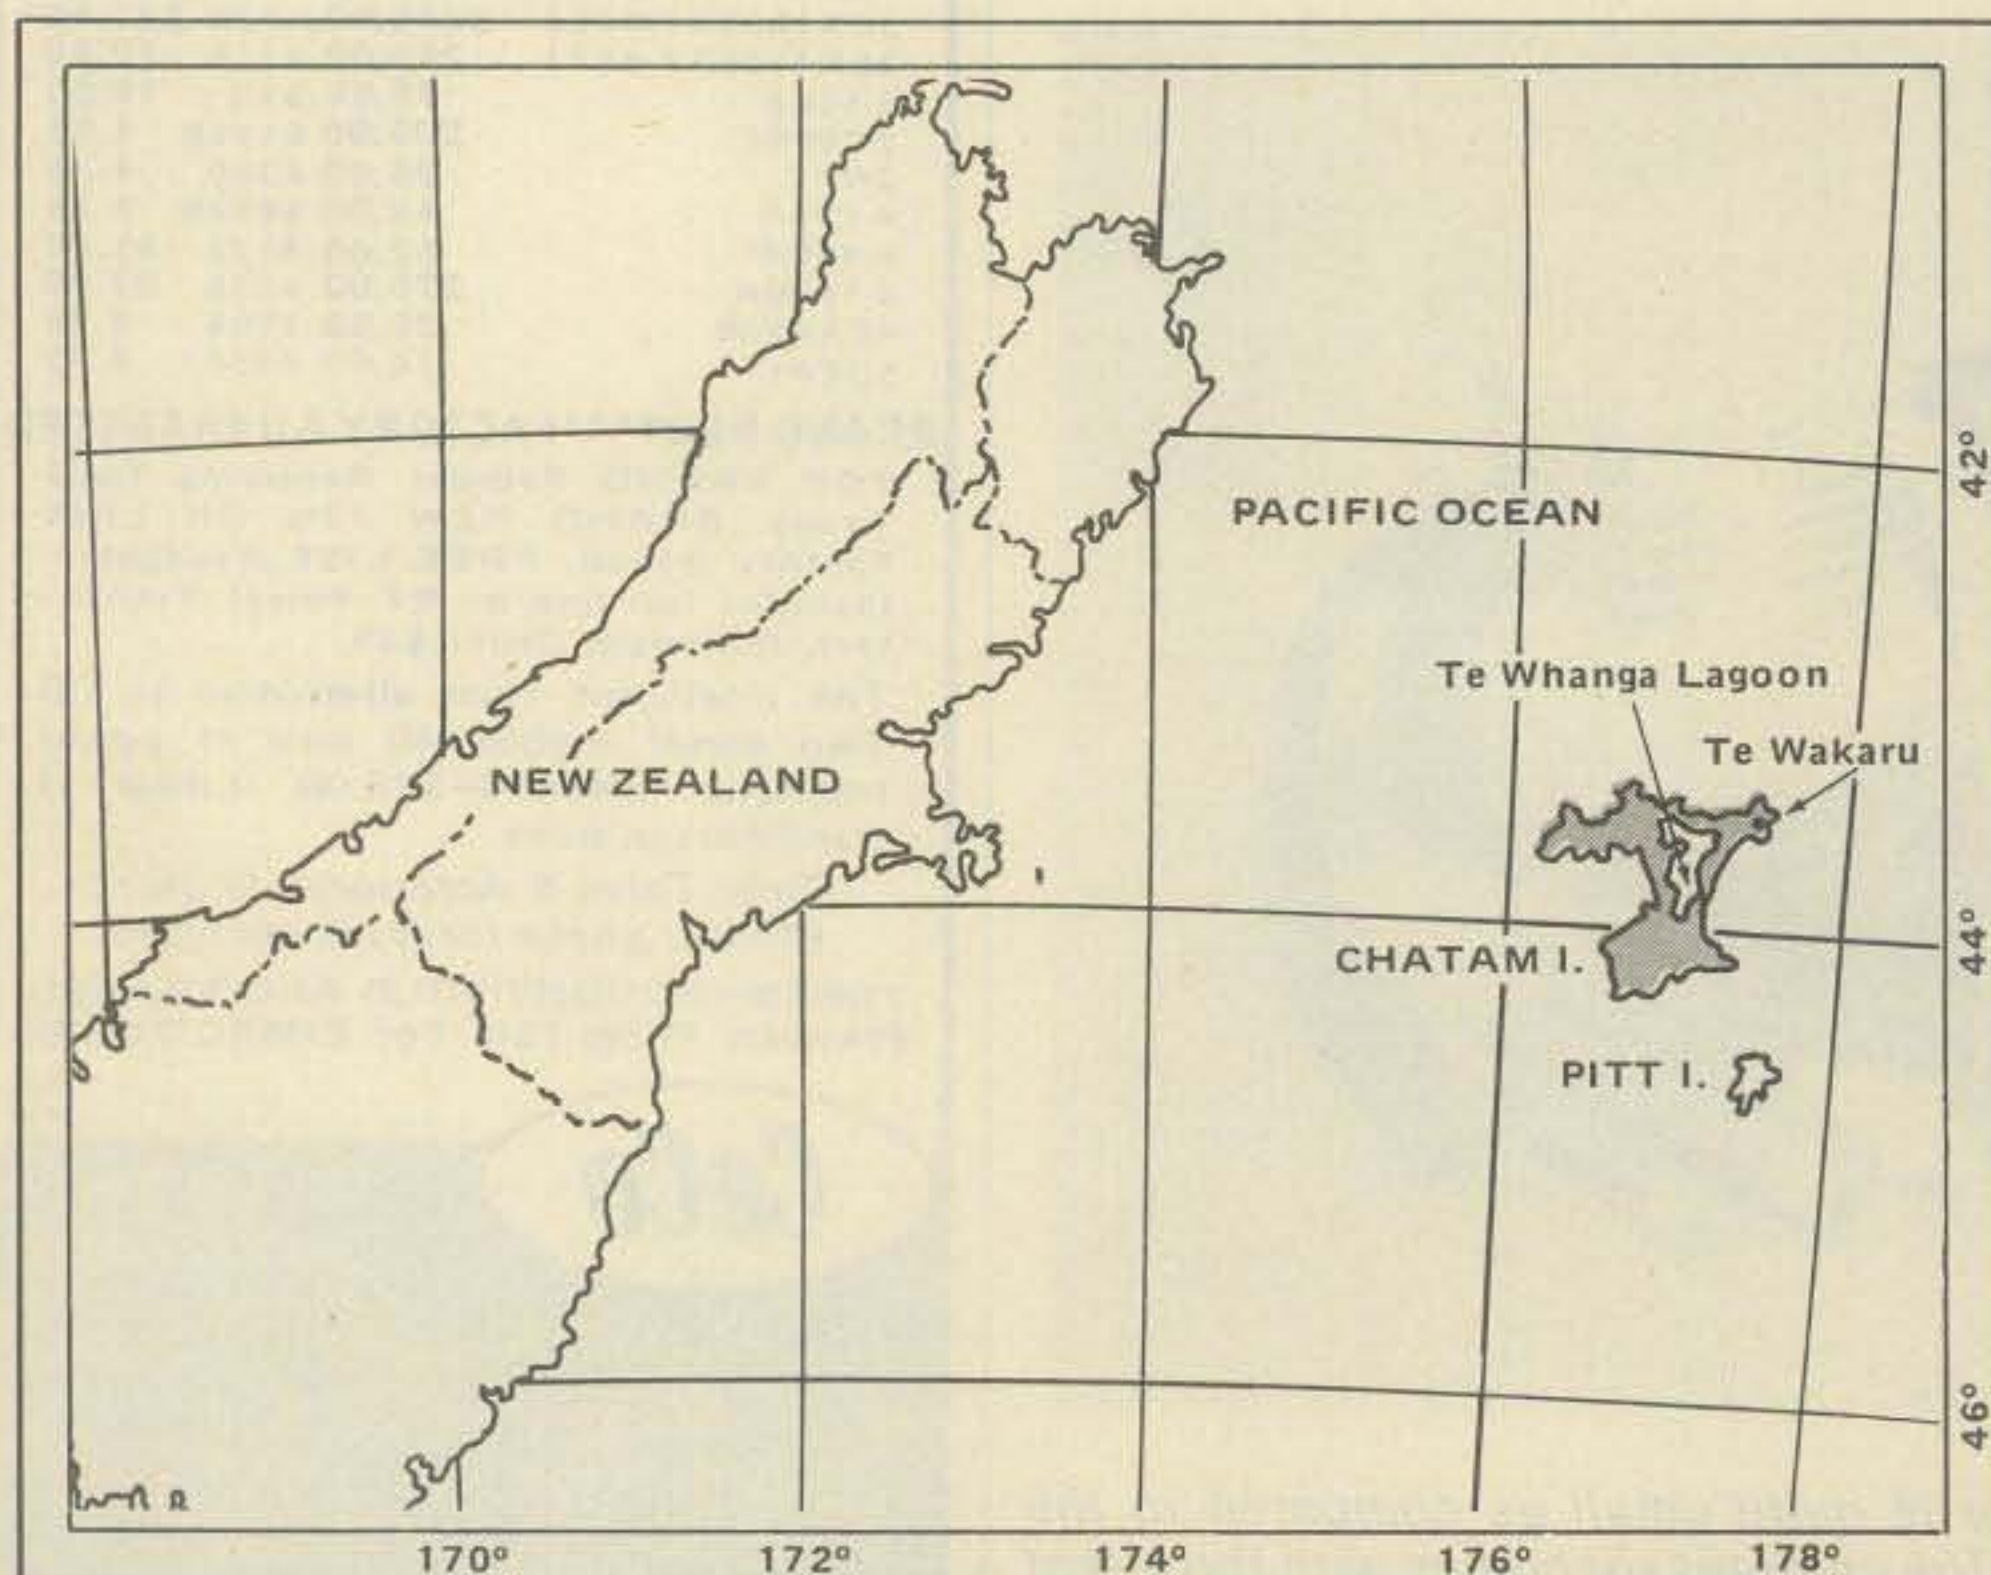 PACIFIC OCEAN
42°
Te Whanga Lagoon
Te Wakaru
NEW ZEALAND
CHATAM I.
44°
PITT I.
46°
170° 172° 174° 176° 178°